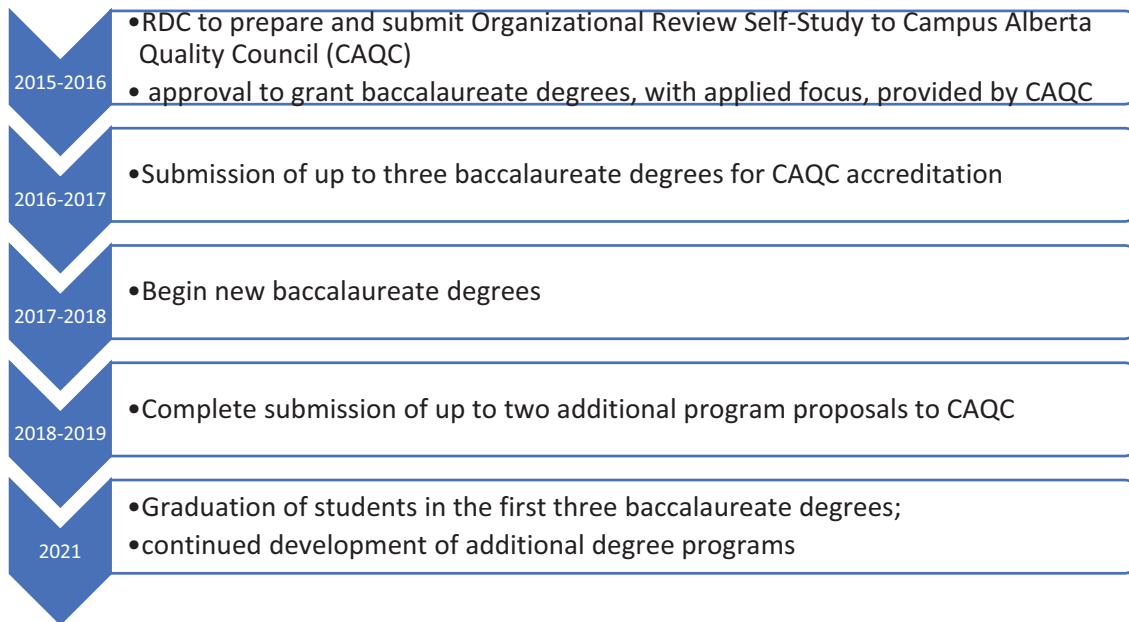 •RDC to prepare and submit Organizational Review Self-Study to Campus Alberta
Quality Council (CAQC)
• approval to grant baccalaureate degrees, with applied focus, provided by CAQC
2015-2016
•Submission of up to three baccalaureate degrees for CAQC accreditation
2016-2017
•Begin new baccalaureate degrees
2017-2018
•Complete submission of up to two additional program proposals to CAQC
2018-2019
•Graduation of students in the first three baccalaureate degrees;
•continued development of additional degree programs
2021